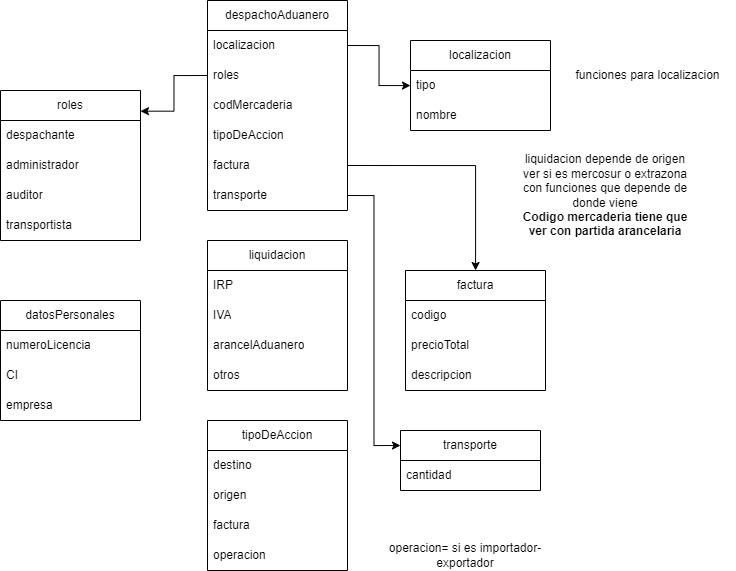 despachoAduanero
localizacion
roles
codMercaderia
tipoDeAccion
factura
transporte
localizacion
tipo
nombre
funciones para localizacion
roles
despachante
administrador
auditor
transportista
liquidacion depende de origen
ver si es mercosur o extrazona
con funciones que depende de
donde viene
Codigo mercaderia tiene que
ver con partida arancelaria
liquidacion
IRP
IVA
arancelAduanero
otros
factura
codigo
precioTotal
descripcion
datosPersonales
numeroLicencia
CI
empresa
tipoDeAccion
destino
origen
factura
operacion
transporte
cantidad
operacion= si es importador-
exportador